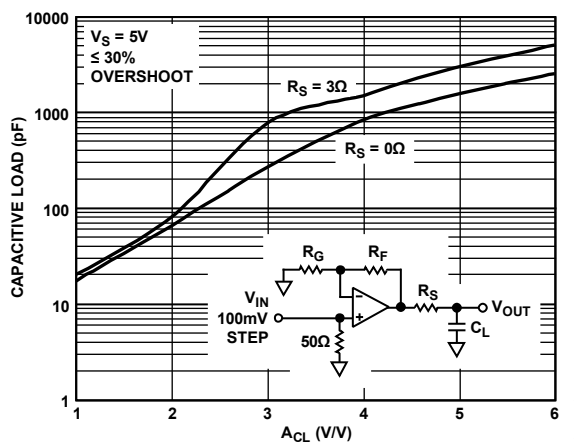 10000
1000
100
10
1
CAPACITIVE LOAD (pF)
V_S = 5V
≤ 30%
OVERSHOOT
R_S = 3Ω
R_S = 0Ω
R_G
R_F
R_S
V_IN
100mV
STEP
50Ω
V_OUT
C_L
1 2 3 4 5 6
A_CL (V/V)